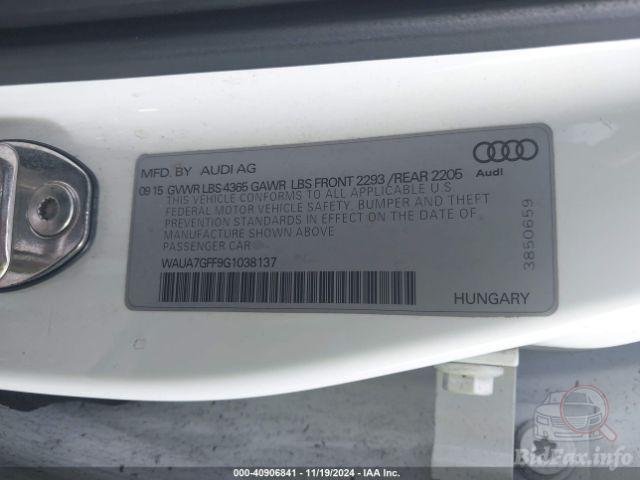 MFD. BY AUDI AG
Audi
09 15 GVWR LBS 4365 GAWR LBS FRONT 2293 /REAR 2205
THIS VEHICLE CONFORMS TO ALL APPLICABLE U.S
FEDERAL MOTOR VEHICLE SAFETY, BUMPER AND THEFT
PREVENTION STANDARDS IN EFFECT ON THE DATE OF
MANUFACTURE SHOWN ABOVE
PASSENGER CAR
WAUA7GFF9G1038137
3850659
HUNGARY
BidFax.info
000-40906841 - 11/19/2024 - IAA Inc.